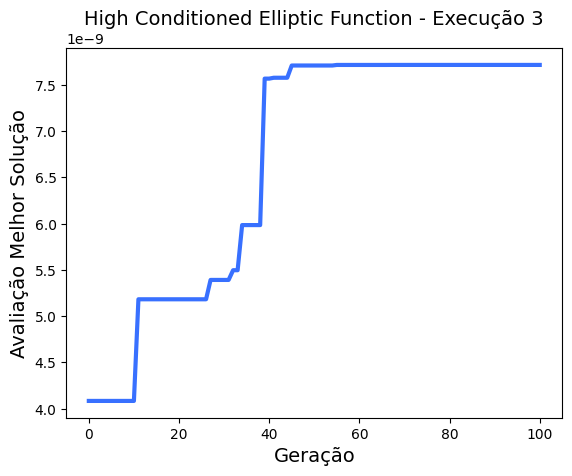 High Conditioned Elliptic Function - Execução 3
1e−9
Avaliação Melhor Solução
7.5
7.0
6.5
6.0
5.5
5.0
4.5
4.0
0 20 40 60 80 100
Geração